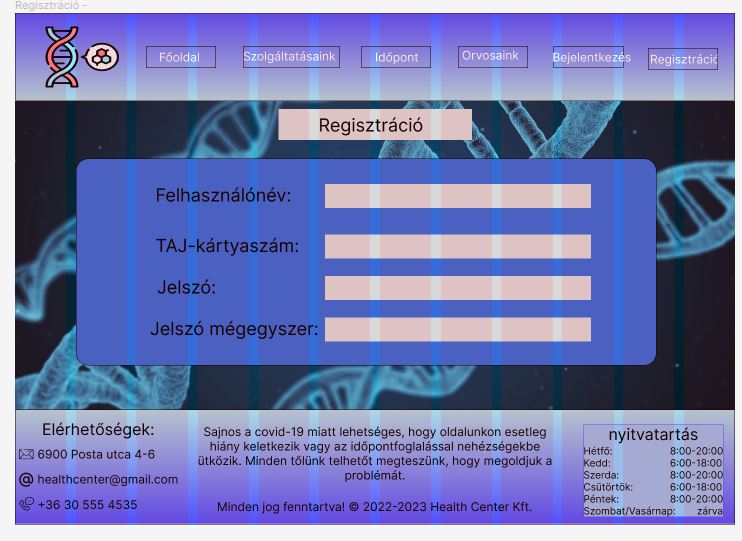 Regisztráció -
Főoldal
Szolgáltatásaink
Időpont
Orvosaink
Bejelentkezés
Regisztráció
Regisztráció
Felhasználónév:
TAJ-kártyaszám:
Jelszó:
Jelszó mégegyszer:
Elérhetőségek:
6900 Posta utca 4-6
healthcenter@gmail.com
+36 30 555 4535
Sajnos a covid-19 miatt lehetséges, hogy oldalunkon esetleg
hiány keletkezik vagy az időpontfoglalással nehézségekbe
ütközik. Minden tőlünk telhetőt megteszünk, hogy megoldjuk a
problémát.
Minden jog fenntartva! © 2022-2023 Health Center Kft.
nyitvatartás
Hétfő: 8:00-20:00
Kedd: 6:00-18:00
Szerda: 8:00-20:00
Csütörtök: 6:00-18:00
Péntek: 8:00-20:00
Szombat/Vasárnap: zárva